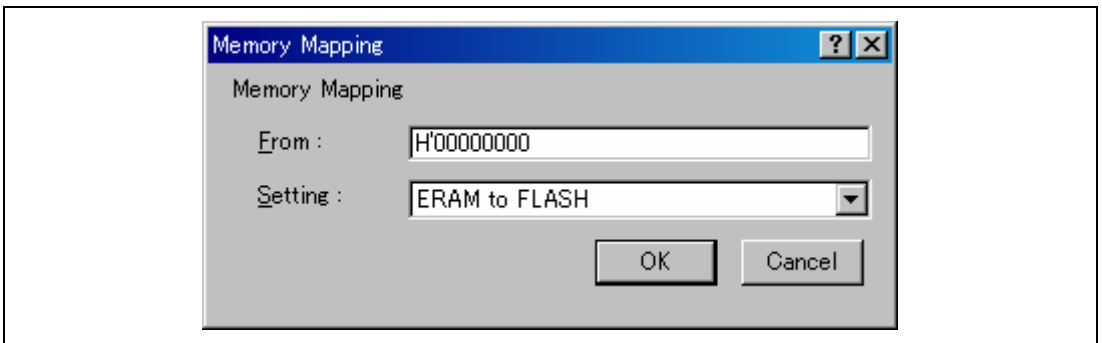 Memory Mapping
Memory Mapping
From :
H'00000000
Setting :
ERAM to FLASH
OK
Cancel